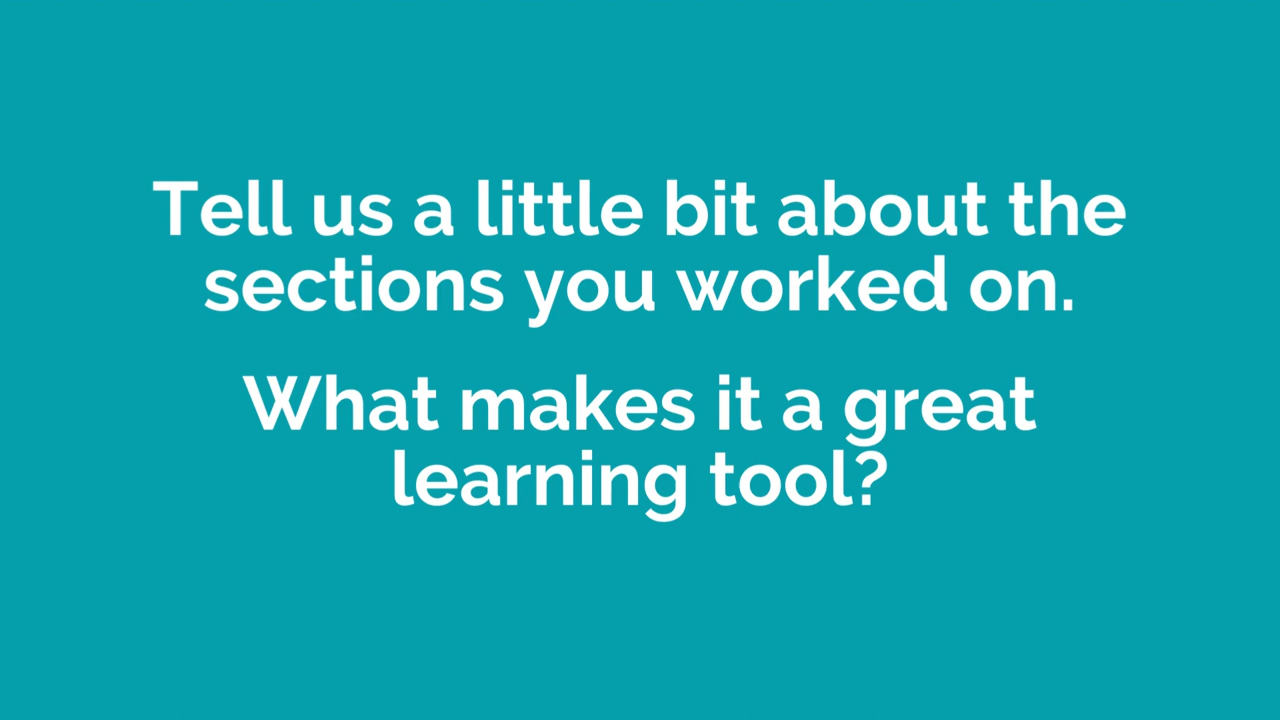 Tell us a little bit about the
sections you worked on.
What makes it a great
learning tool?